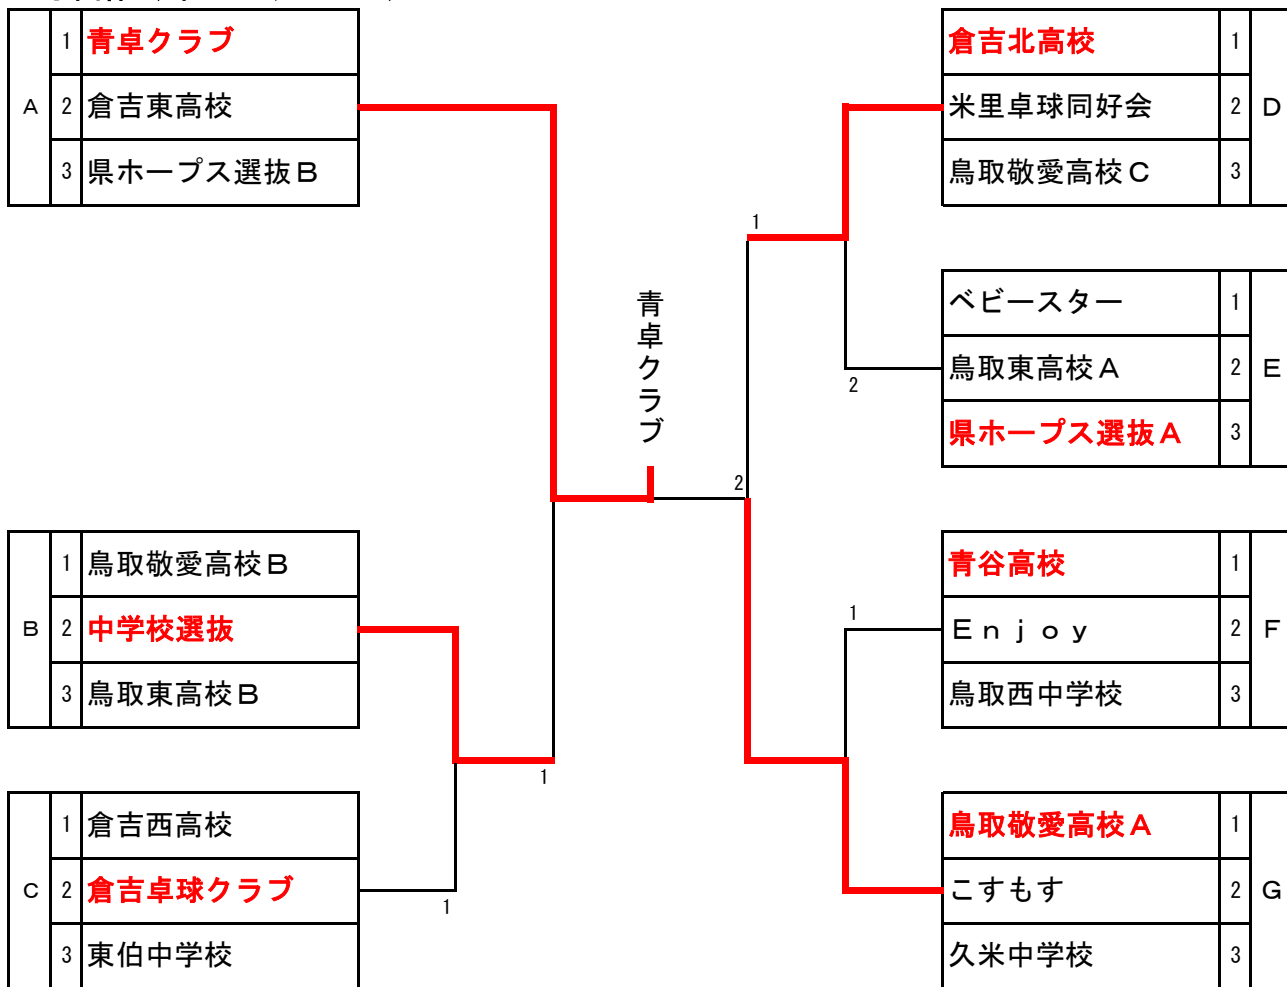 A
1 青卓クラブ
2 倉吉東高校
3 県ホープス選抜B
B
1 鳥取敬愛高校B
2 中学校選抜
3 鳥取東高校B
C
1 倉吉西高校
2 倉吉卓球クラブ
3 東伯中学校
1
1
青卓クラブ
2
1
2
1
倉吉北高校 1
米里卓球同好会 2
鳥取敬愛高校C 3
D
ベビースター 1
鳥取東高校A 2
県ホープス選抜A 3
E
青谷高校 1
Enjoy 2
鳥取西中学校 3
F
鳥取敬愛高校A 1
こすもす 2
久米中学校 3
G